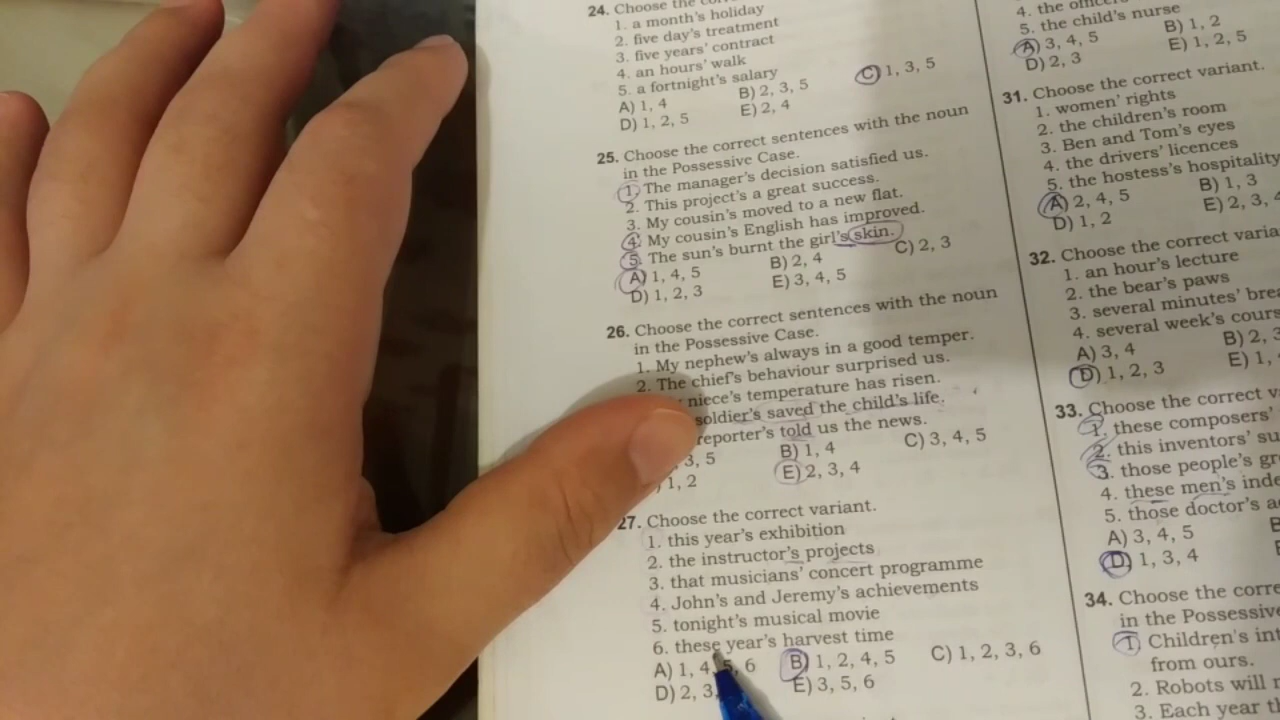 24. Choose the
1. a month's holiday
2. five day's treatment
3. five years' contract
4. an hours' walk
5. a fortnight's salary
A) 1, 4
B) 2, 3, 5
C) 1, 3, 5
D) 1, 2, 5
E) 2, 4
25. Choose the correct sentences with the noun
in the Possessive Case.
1. The manager's decision satisfied us.
2. This project's a great success.
3. My cousin's moved to a new flat.
4. My cousin's English has improved.
5. The sun's burnt the girl's skin.
A) 1, 4, 5
B) 2, 4
C) 2, 3
D) 1, 2, 3
E) 3, 4, 5
26. Choose the correct sentences with the noun
in the Possessive Case.
1. My nephew's always in a good temper.
2. The chief's behaviour surprised us.
niece's temperature has risen.
soldier's saved the child's life.
reporter's told us the news.
3, 5
B) 1, 4
C) 3, 4, 5
1, 2
E) 2, 3, 4
27. Choose the correct variant.
1. this year's exhibition
2. the instructor's projects
3. that musicians' concert programme
4. John's and Jeremy's achievements
5. tonight's musical movie
6. these year's harvest time
A) 1, 4, 5, 6
B) 1, 2, 4, 5
C) 1, 2, 3, 6
D) 2, 3,
E) 3, 5, 6
4. the
5. the child's nurse
A) 3, 4, 5
B) 1, 2
D) 2, 3
E) 1, 2, 5
31. Choose the correct variant.
1. women' rights
2. the children's room
3. Ben and Tom's eyes
4. the drivers' licences
5. the hostess's hospitality
A) 2, 4, 5
B) 1, 3
D) 1, 2
E) 2, 3,
32. Choose the correct
1. an hour's lecture
2. the bear's paws
3. several minutes'
4. several week's
A) 3, 4
B) 2,
D) 1, 2, 3
E) 1,
33. Choose the correct
1. these composers'
2. this inventors'
3. those people's
4. these men's
5. those doctor's
A) 3, 4, 5
D) 1, 3, 4
34. Choose the
in the
1. Children's
from ours.
2. Robots will
3. Each year